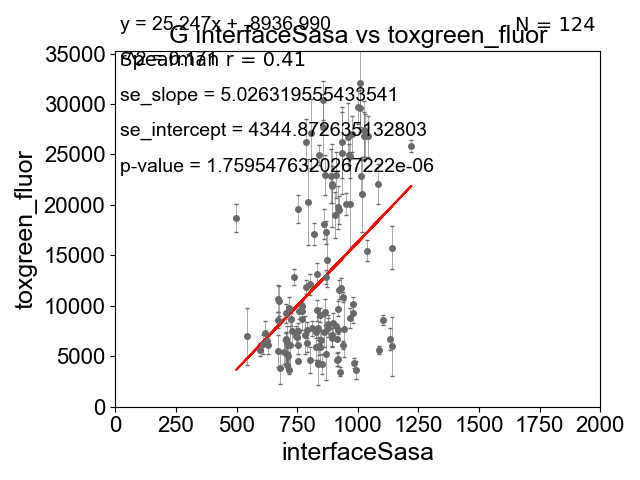 y = 25.247x + -8936.990
N = 124
G interfaceSasa vs toxgreen_fluor
Spearman r = 0.41
se_slope = 5.026319555433541
se_intercept = 4344.872635132803
p-value = 1.7595476320267222e-06
toxgreen_fluor
35000
30000
25000
20000
15000
10000
5000
0
0 250 500 750 1000 1250 1500 1750 2000
interfaceSasa